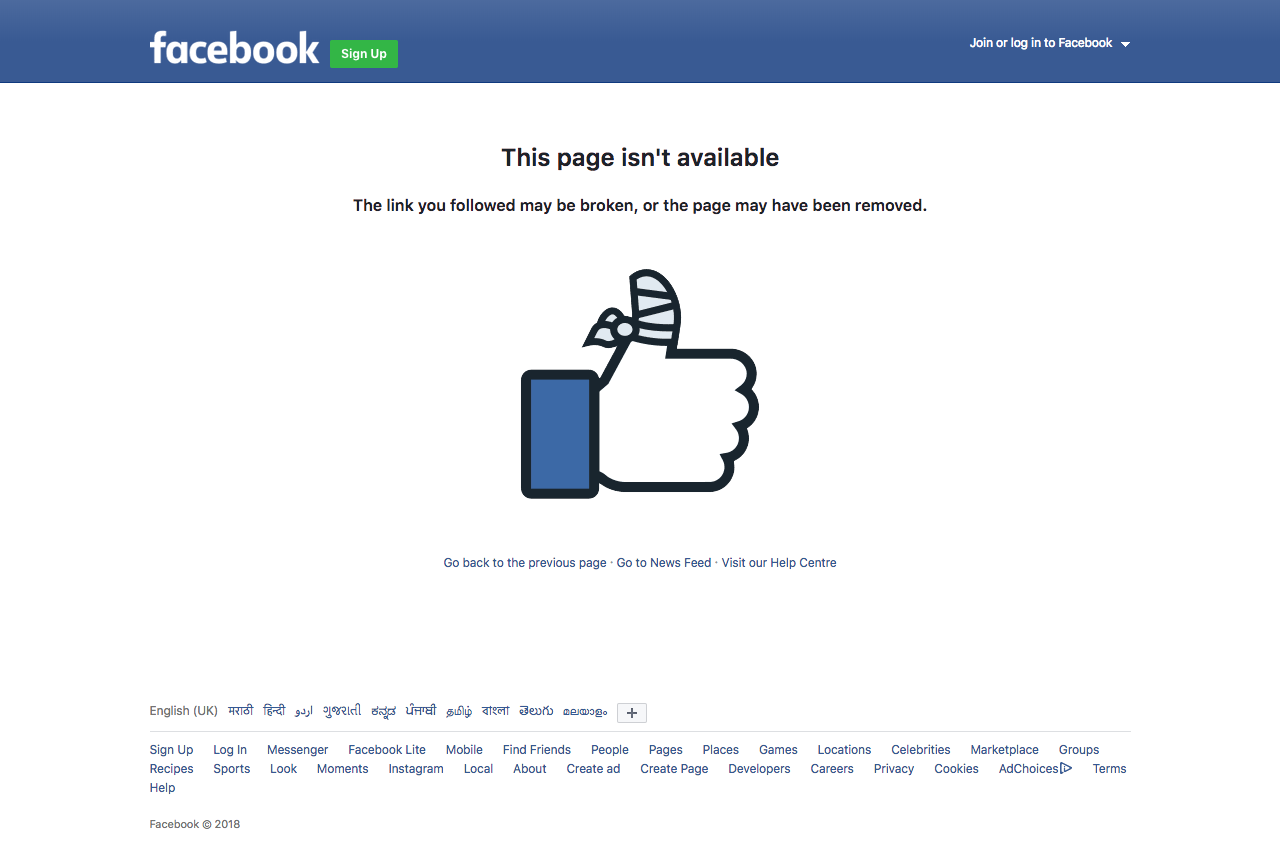 facebook Sign Up Join or log in to Facebook
This page isn't available
The link you followed may be broken, or the page may have been removed.
Go back to the previous page · Go to News Feed · Visit our Help Centre
English (UK) मराठी हिन्दी اردو ગુજરાતી ಕನ್ನಡ ਪੰਜਾਬੀ தமிழ் বাংলা తెలుగు മലയാളം
Sign Up Log In Messenger Facebook Lite Mobile Find Friends People Pages Places Games Locations Celebrities Marketplace Groups
Recipes Sports Look Moments Instagram Local About Create ad Create Page Developers Careers Privacy Cookies AdChoices Terms
Help
Facebook © 2018